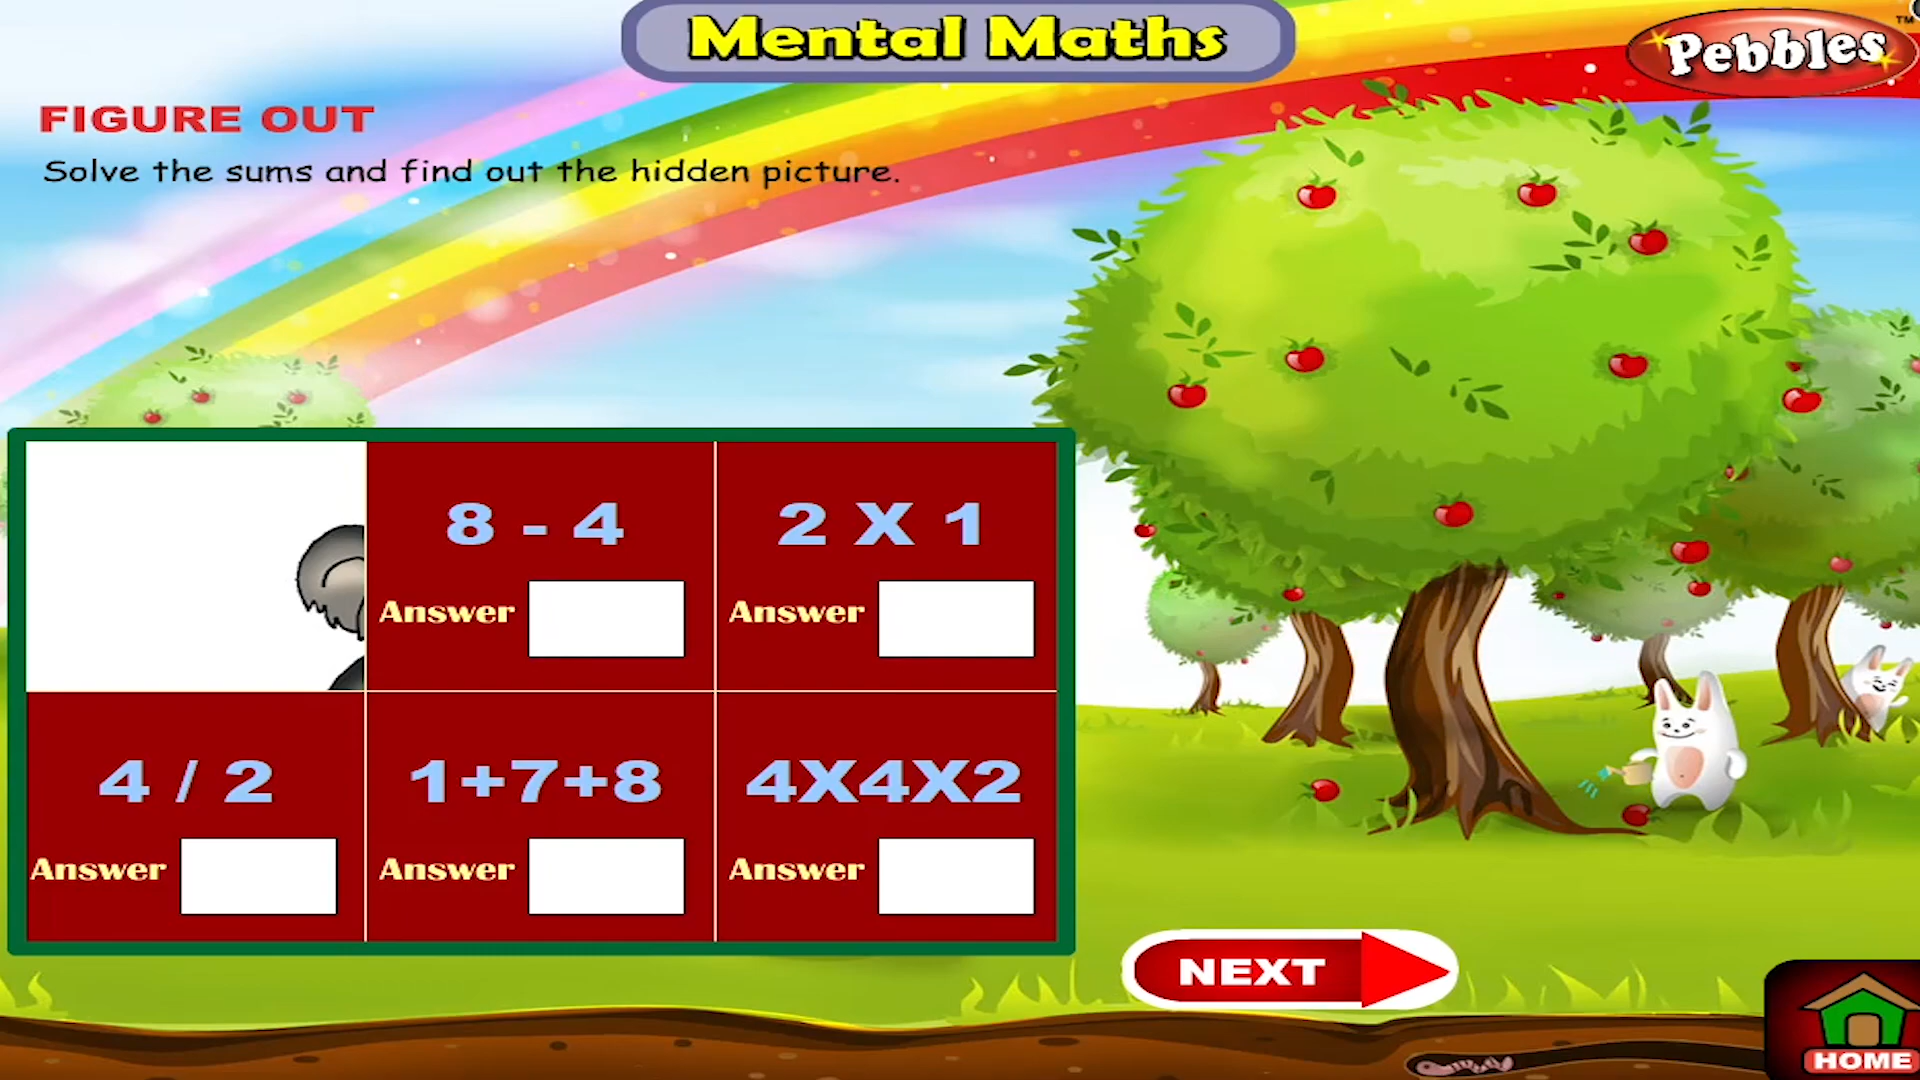 Mental Maths
Pebbles™
FIGURE OUT
Solve the sums and find out the hidden picture.
8 - 4
Answer
2 X 1
Answer
4 / 2
Answer
1+7+8
Answer
4X4X2
Answer
NEXT
HOME